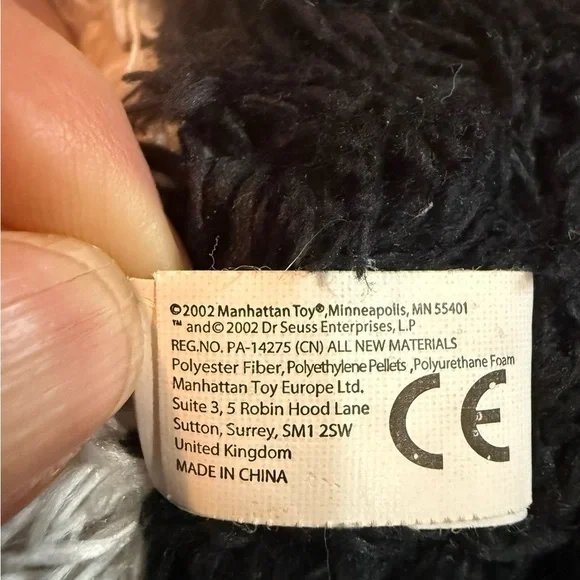 ©2002 Manhattan Toy®,Minneapolis, MN 55401
™ and © 2002 Dr Seuss Enterprises, L.P
REG.NO. PA-14275 (CN) ALL NEW MATERIALS
Polyester Fiber, Polyethylene Pellets ,Polyurethane Foam
Manhattan Toy Europe Ltd.
Suite 3, 5 Robin Hood Lane
Sutton, Surrey, SM1 2SW
United Kingdom
MADE IN CHINA
CE